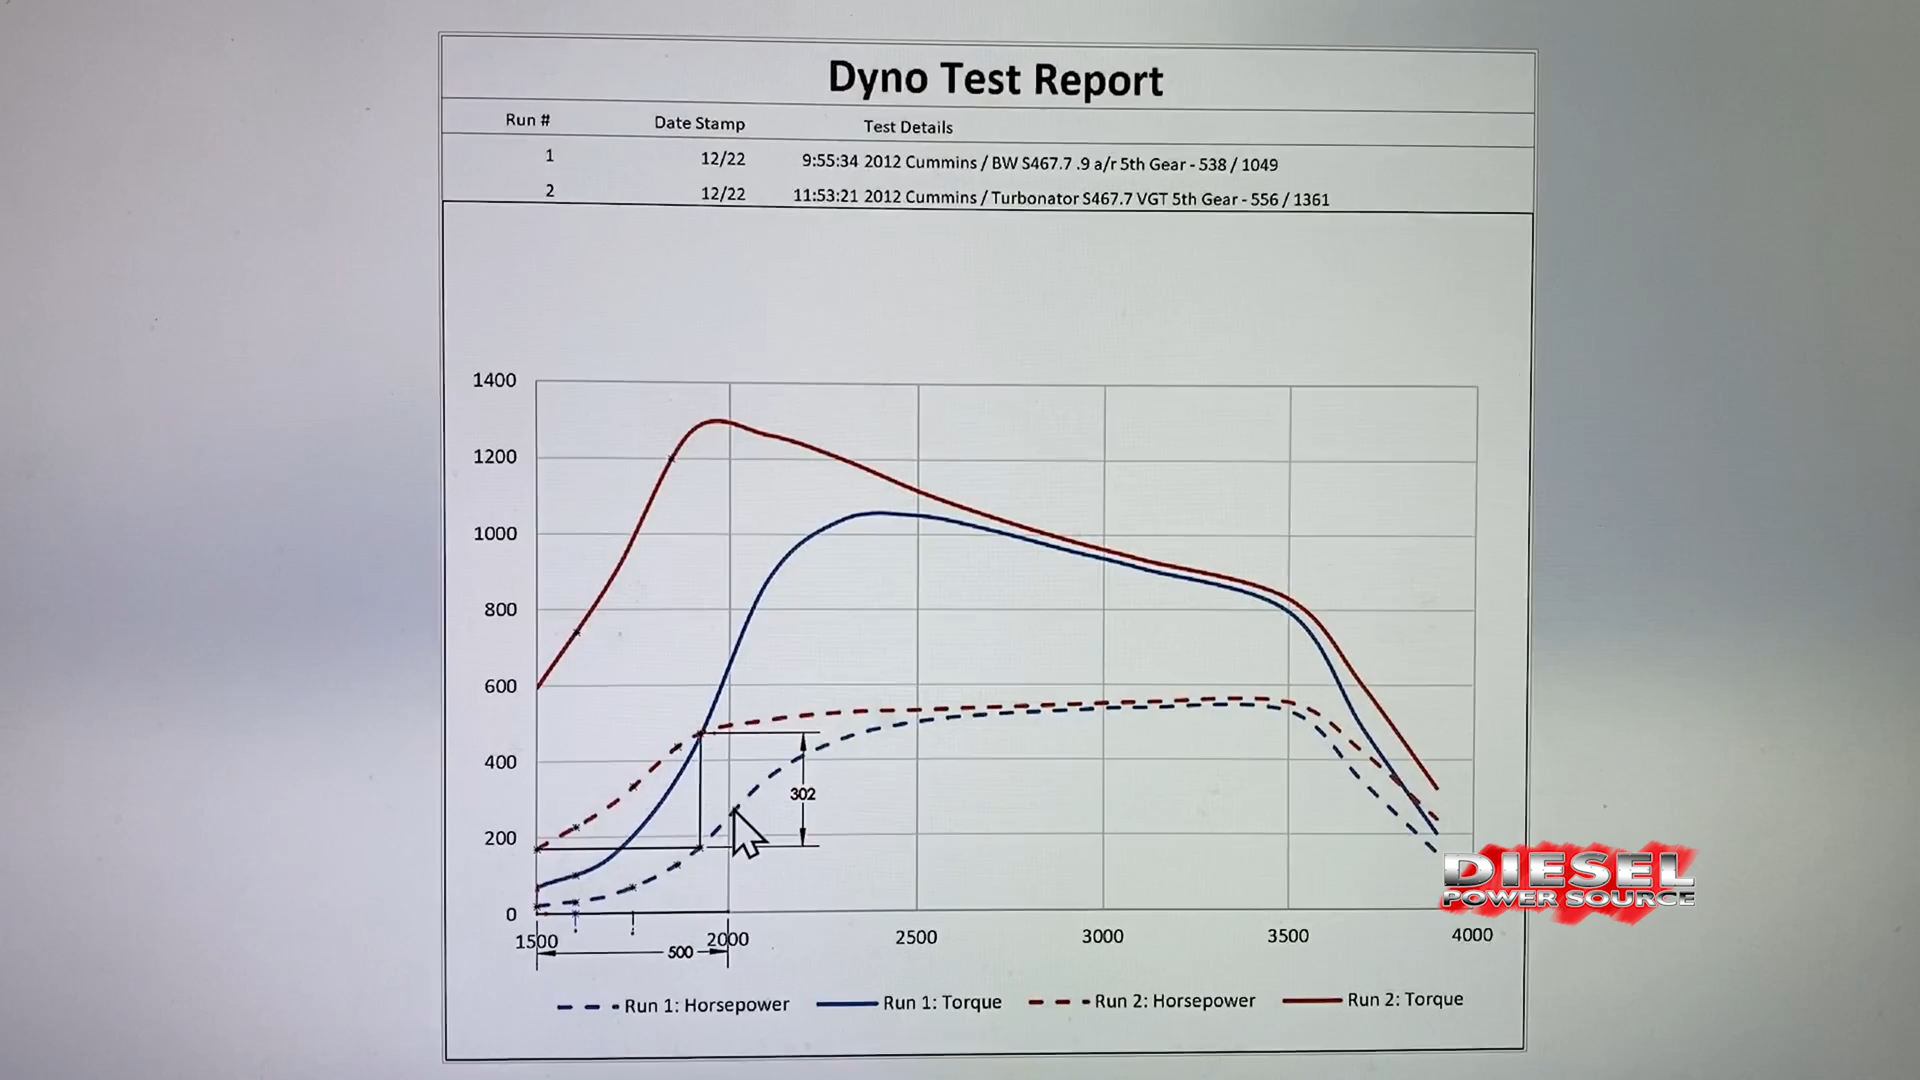 Dyno Test Report
Run # Date Stamp Test Details
1 12/22 9:55:34 2012 Cummins / BW S467.7 .9 a/r 5th Gear - 538 / 1049
2 12/22 11:53:21 2012 Cummins / Turbonator S467.7 VGT 5th Gear - 556 / 1361
1400
1200
1000
800
600
400
302
200
0
1500 2000 2500 3000 3500 4000
500
DIESEL
POWER SOURCE
Run 1: Horsepower Run 1: Torque Run 2: Horsepower Run 2: Torque